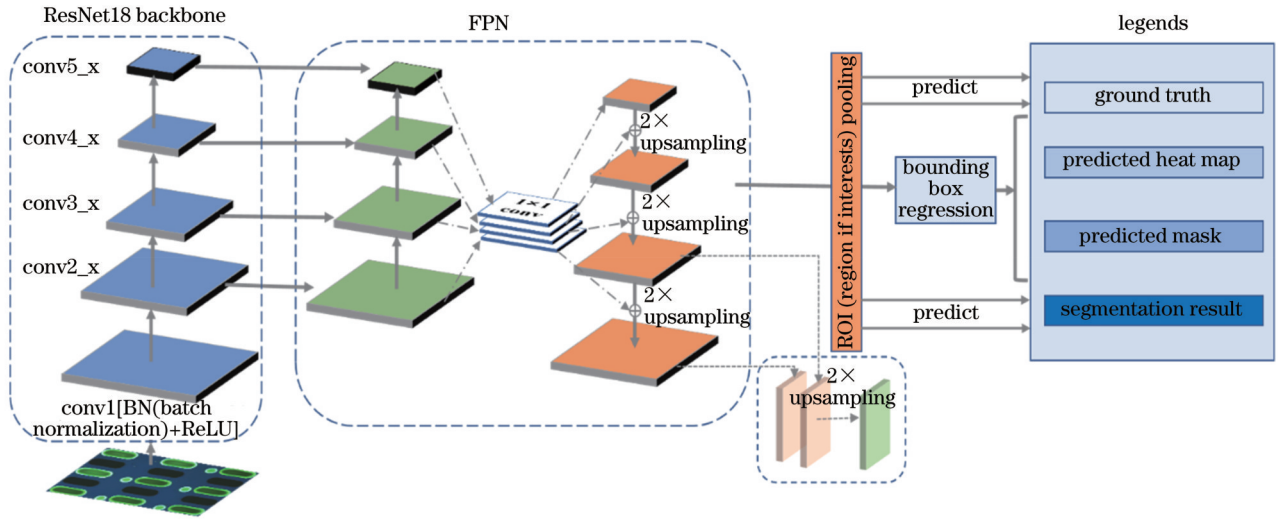 ResNet18 backbone
conv5_x
conv4_x
conv3_x
conv2_x
conv1[BN(batch
normalization)+ReLU]
FPN
1×1
conv
2×
upsampling
2×
upsampling
2×
upsampling
2×
upsampling
ROI (region if interests) pooling
predict
bounding
box
regression
predict
legends
ground truth
predicted heat map
predicted mask
segmentation result